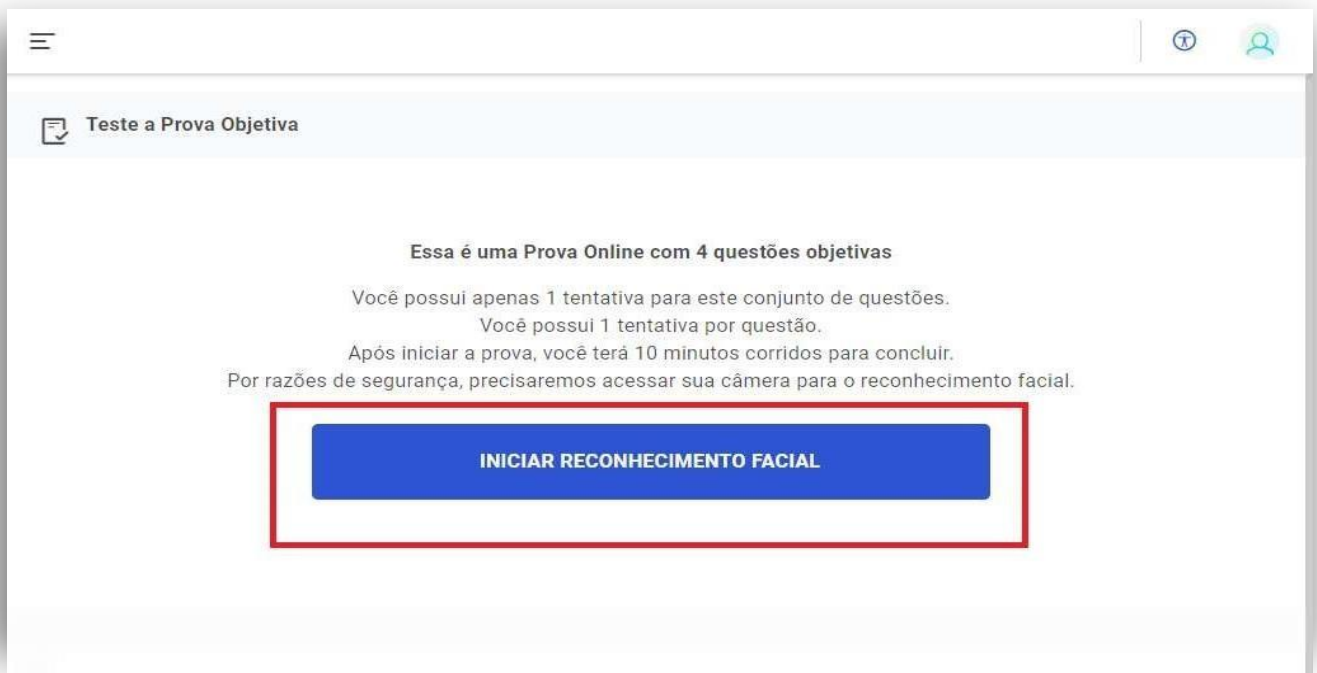 Teste a Prova Objetiva
Essa é uma Prova Online com 4 questões objetivas
Você possui apenas 1 tentativa para este conjunto de questões.
Você possui 1 tentativa por questão.
Após iniciar a prova, você terá 10 minutos corridos para concluir.
Por razões de segurança, precisaremos acessar sua câmera para o reconhecimento facial.
INICIAR RECONHECIMENTO FACIAL